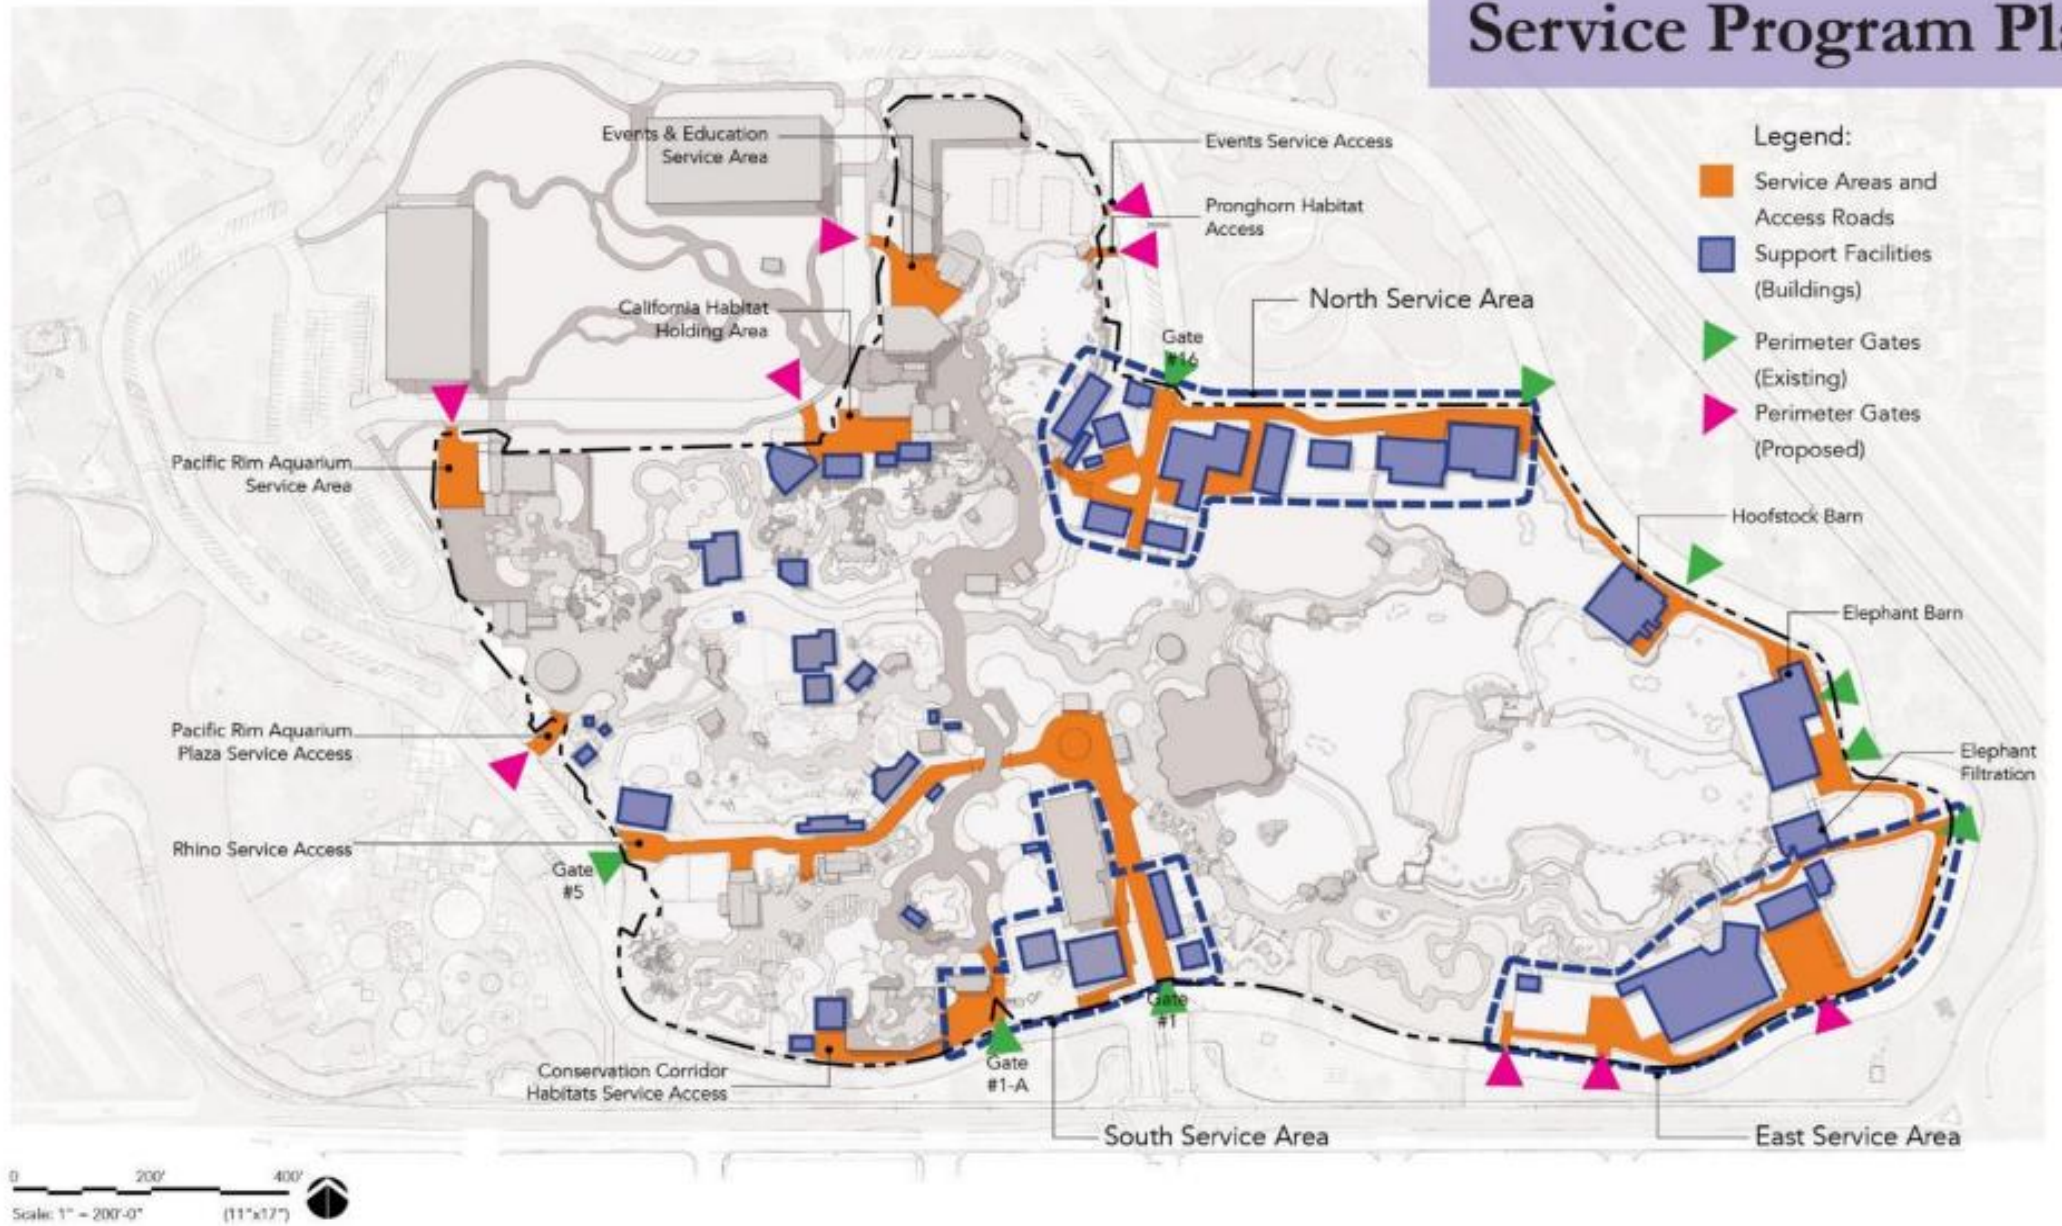 Service Program
Legend:
Service Areas and
Access Roads
Support Facilities
(Buildings)
Perimeter Gates
(Existing)
Perimeter Gates
(Proposed)
Events & Education
Service Area
Events Service Access
Pronghorn Habitat
Access
North Service Area
California Habitat
Holding Area
Gate
#16
Pacific Rim Aquarium
Service Area
Hoofstock Barn
Elephant Barn
Pacific Rim Aquarium
Plaza Service Access
Elephant
Filtration
Rhino Service Access
Gate
#5
Gate
#1
Gate
#1-A
Conservation Corridor
Habitats Service Access
South Service Area
East Service Area
0 200' 400'
Scale: 1" = 200'-0" (11"x17")